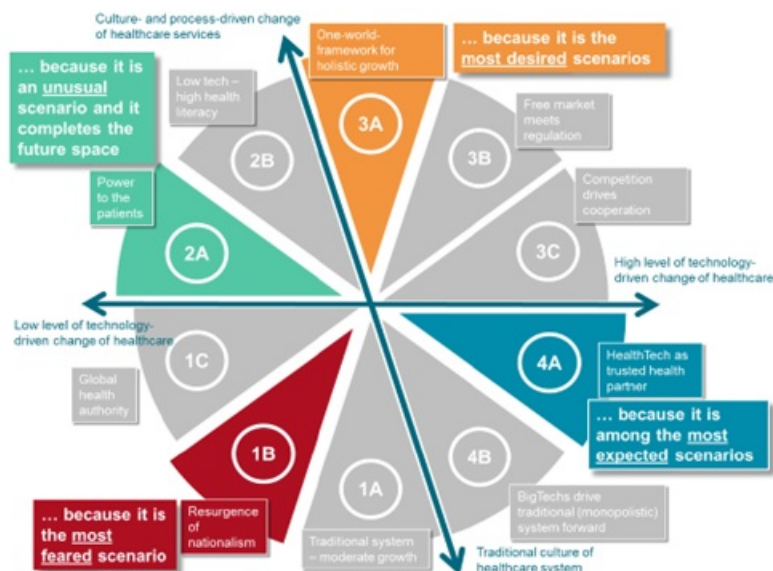 Culture- and process-driven change
of healthcare services
… because it is
an unusual
scenario and it
completes the
future space
Low tech –
high health
literacy
2B
One-world-
framework for
holistic growth
3A
… because it is the
most desired scenarios
Free market
meets
regulation
3B
Power
to the
patients
2A
Competition
drives
cooperation
3C
High level of technology-
driven change of healthcare
Low level of technology-
driven change of healthcare
1C
Global
health
authority
4A
HealthTech as
trusted health
partner
… because it is
among the most
expected scenarios
1B
Resurgence of
nationalism
… because it is
the most
feared scenario
1A
Traditional system
– moderate growth
4B
BigTechs drive
traditional (monopolistic)
system forward
Traditional culture of
healthcare system